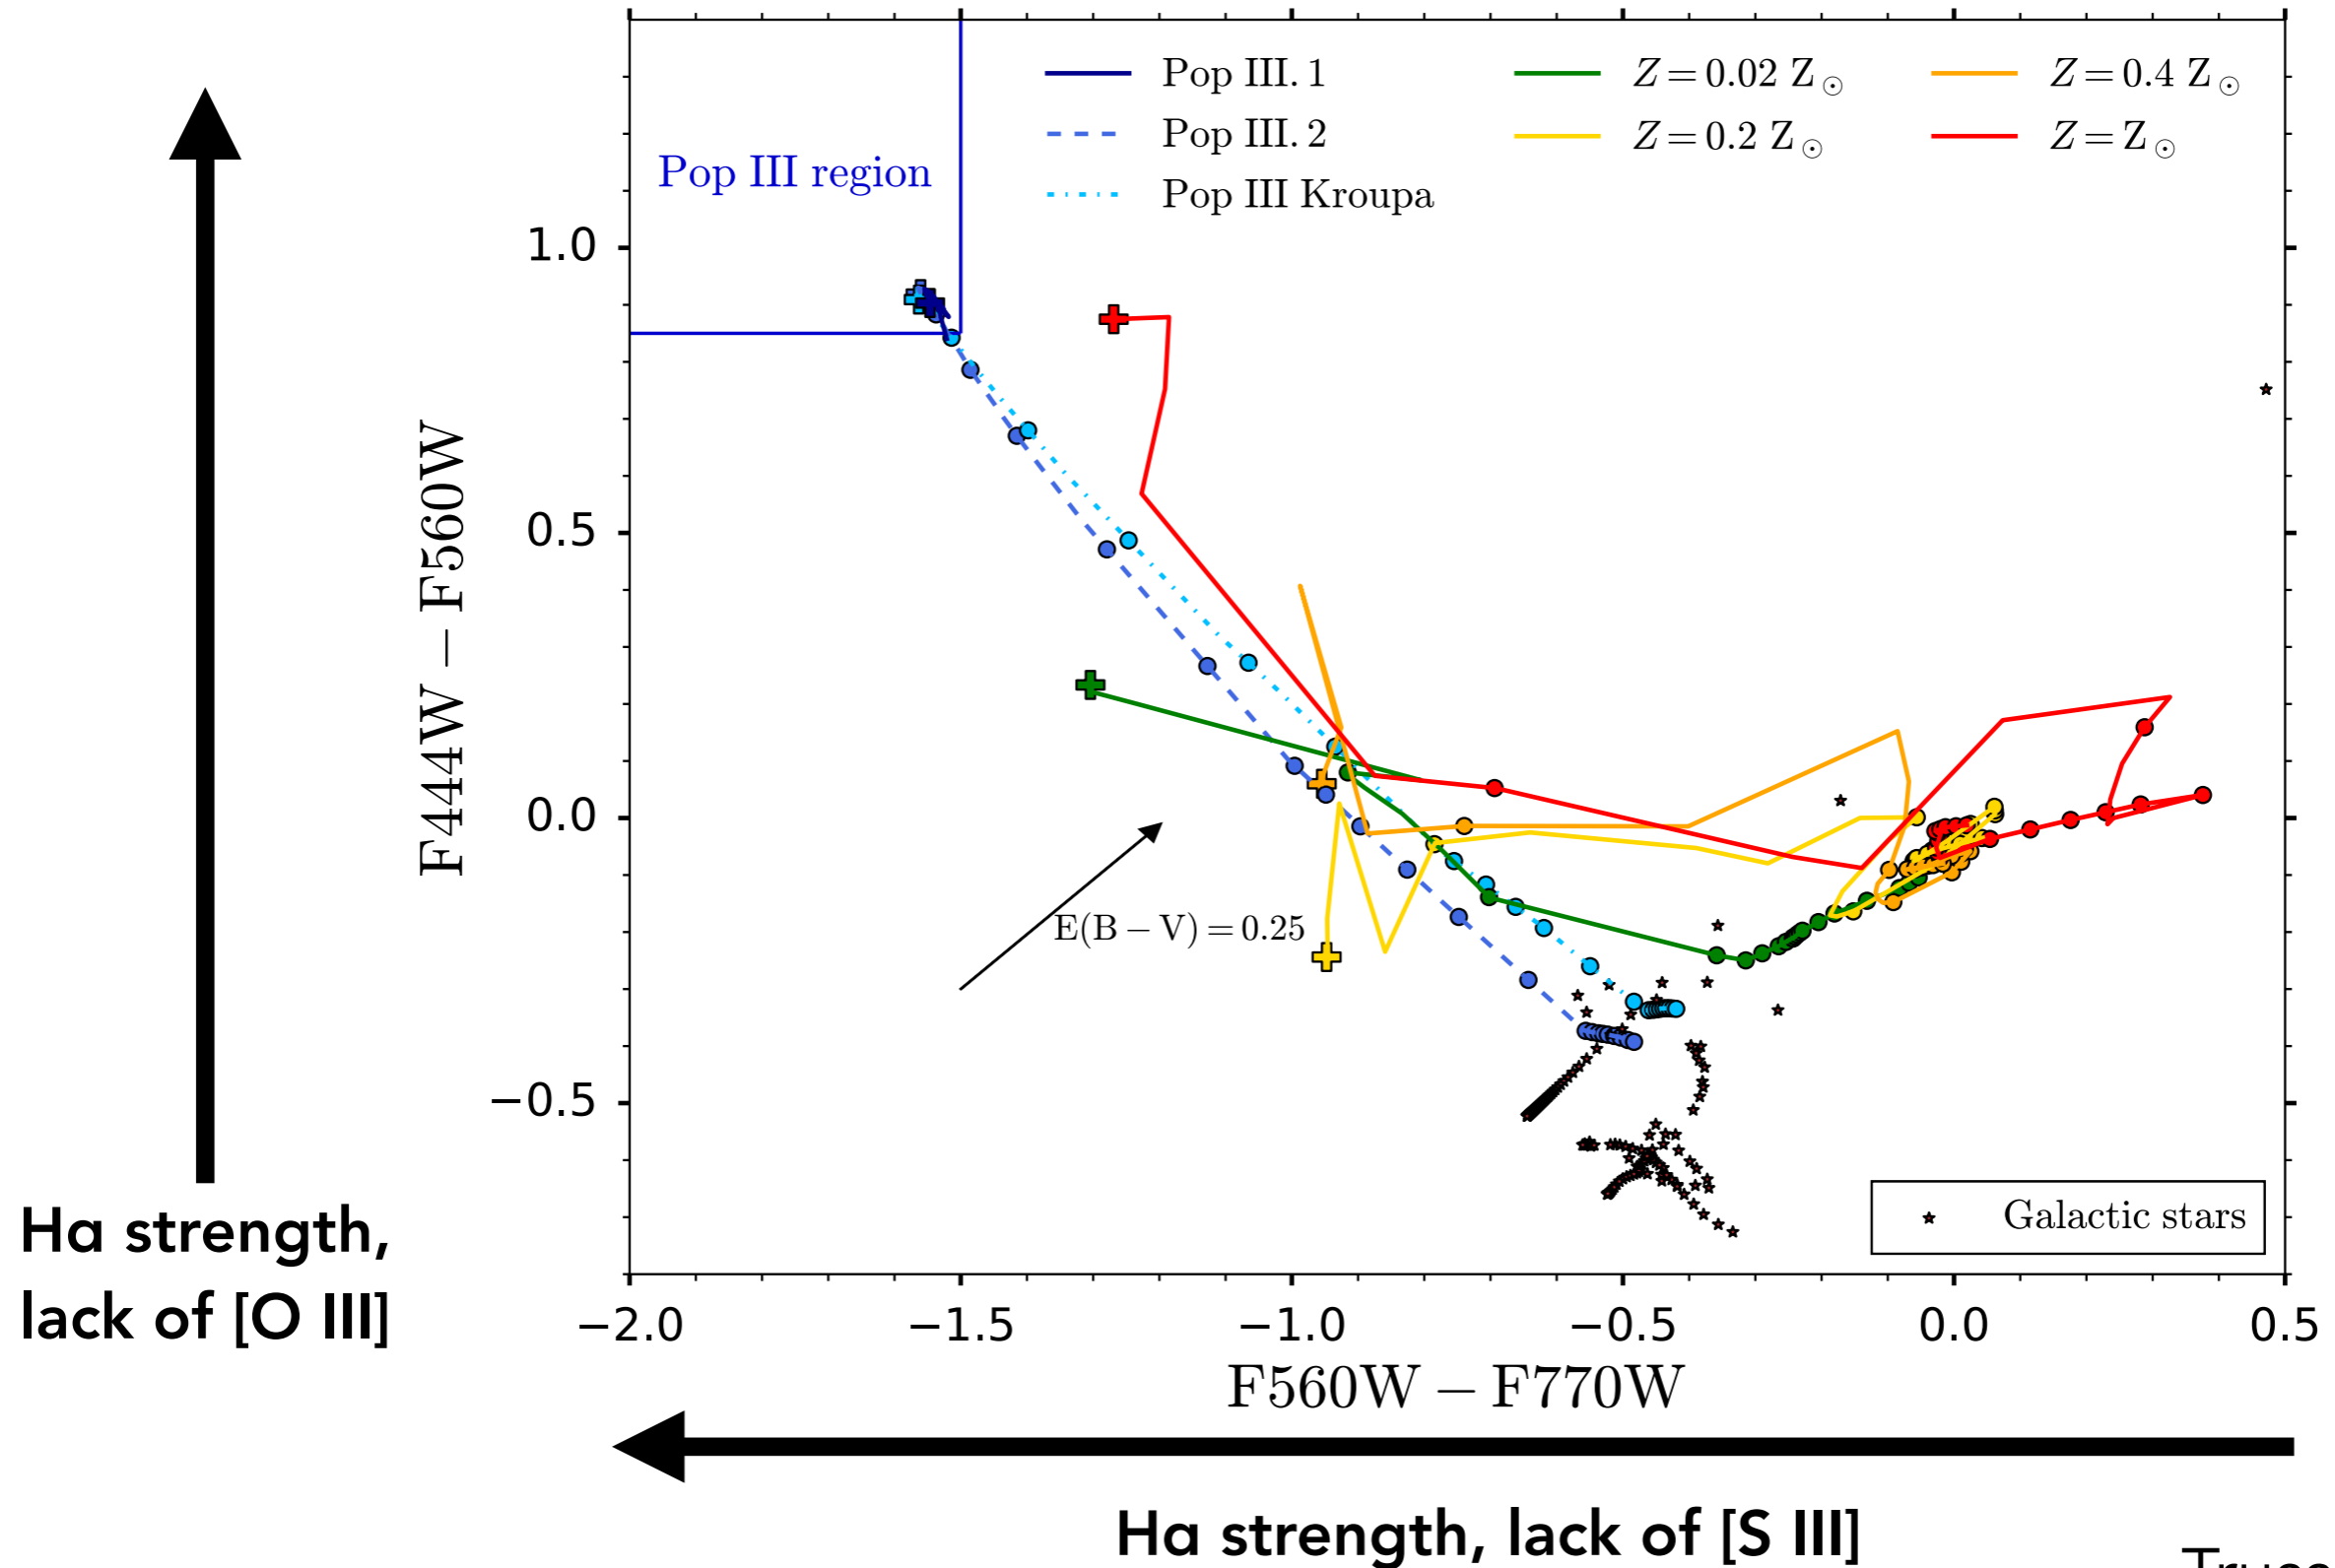 Pop III region
Pop III. 1
Pop III. 2
Pop III Kroupa
Z = 0.02 Z⊙
Z = 0.2 Z⊙
Z = 0.4 Z⊙
Z = Z⊙
1.0
0.5
0.0
−0.5
F444W − F560W
E(B − V) = 0.25
Galactic stars
Hα strength,
lack of [O III]
−2.0
−1.5
−1.0
−0.5
0.0
0.5
F560W − F770W
Hα strength, lack of [S III]